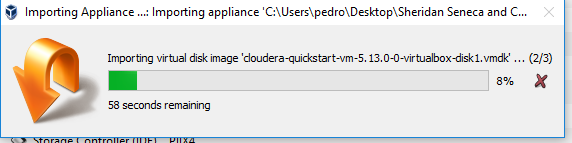 Importing Appliance ...: Importing appliance 'C:\Users\pedro\Desktop\Sheridan Seneca and C...
Importing virtual disk image 'cloudera-quickstart-vm-5.13.0-0-virtualbox-disk1.vmdk' ... (2/3)
8%
58 seconds remaining
Storage Controller (IDE) PIIX4